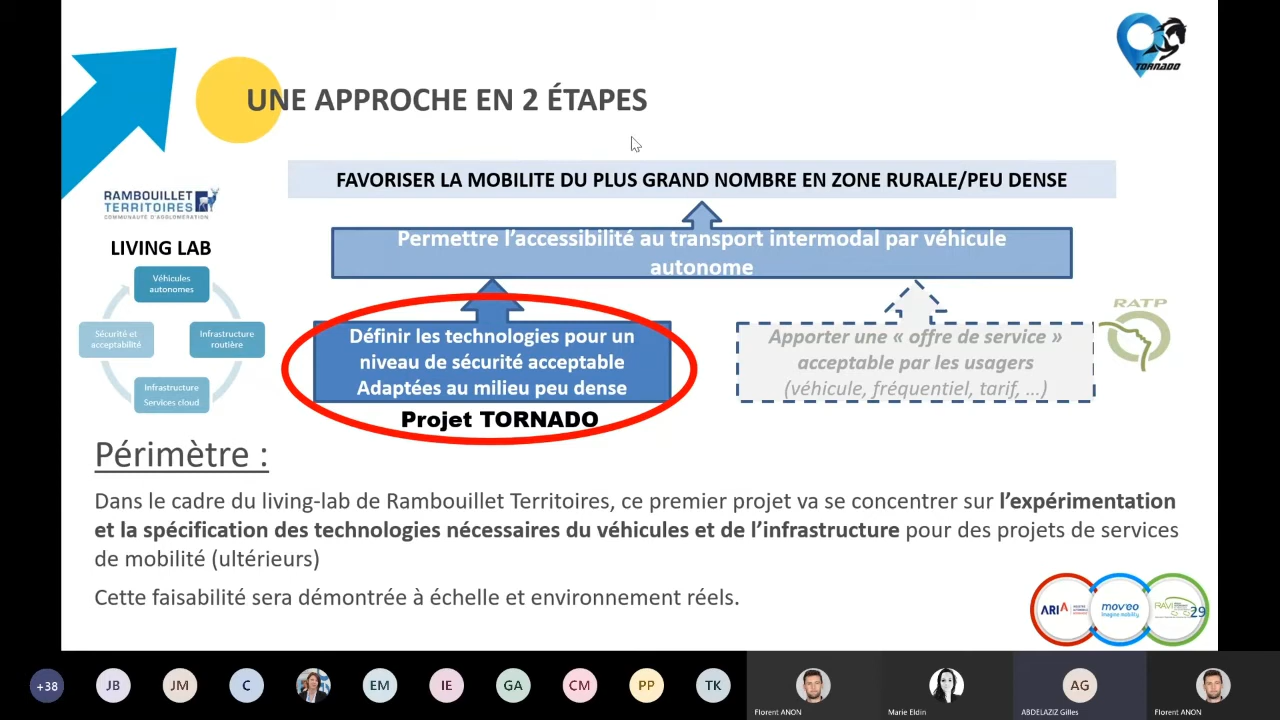 TORNADO
UNE APPROCHE EN 2 ÉTAPES
FAVORISER LA MOBILITE DU PLUS GRAND NOMBRE EN ZONE RURALE/PEU DENSE
RAMBOUILLET
TERRITOIRES
COMMUNAUTÉ D'AGGLOMÉRATION
LIVING LAB
Véhicules
autonomes
Sécurité et
acceptabilité
Infrastructure
routière
Infrastructure
Services cloud
Permettre l'accessibilité au transport intermodal par véhicule
autonome
Définir les technologies pour un
niveau de sécurité acceptable
Adaptées au milieu peu dense
Projet TORNADO
Apporter une « offre de service »
acceptable par les usagers
(véhicule, fréquentiel, tarif, …)
RATP
Périmètre :
Dans le cadre du living-lab de Rambouillet Territoires, ce premier projet va se concentrer sur l'expérimentation
et la spécification des technologies nécessaires du véhicules et de l'infrastructure pour des projets de services
de mobilité (ultérieurs)
Cette faisabilité sera démontrée à échelle et environnement réels.
ARIA
mov'eo
imagine mobility
RAVI
29
+38
JB
JM
C
EM
IE
GA
CM
PP
TK
Florent ANON
Marie Eldin
AG
ABDELAZIZ Gilles
Florent ANON